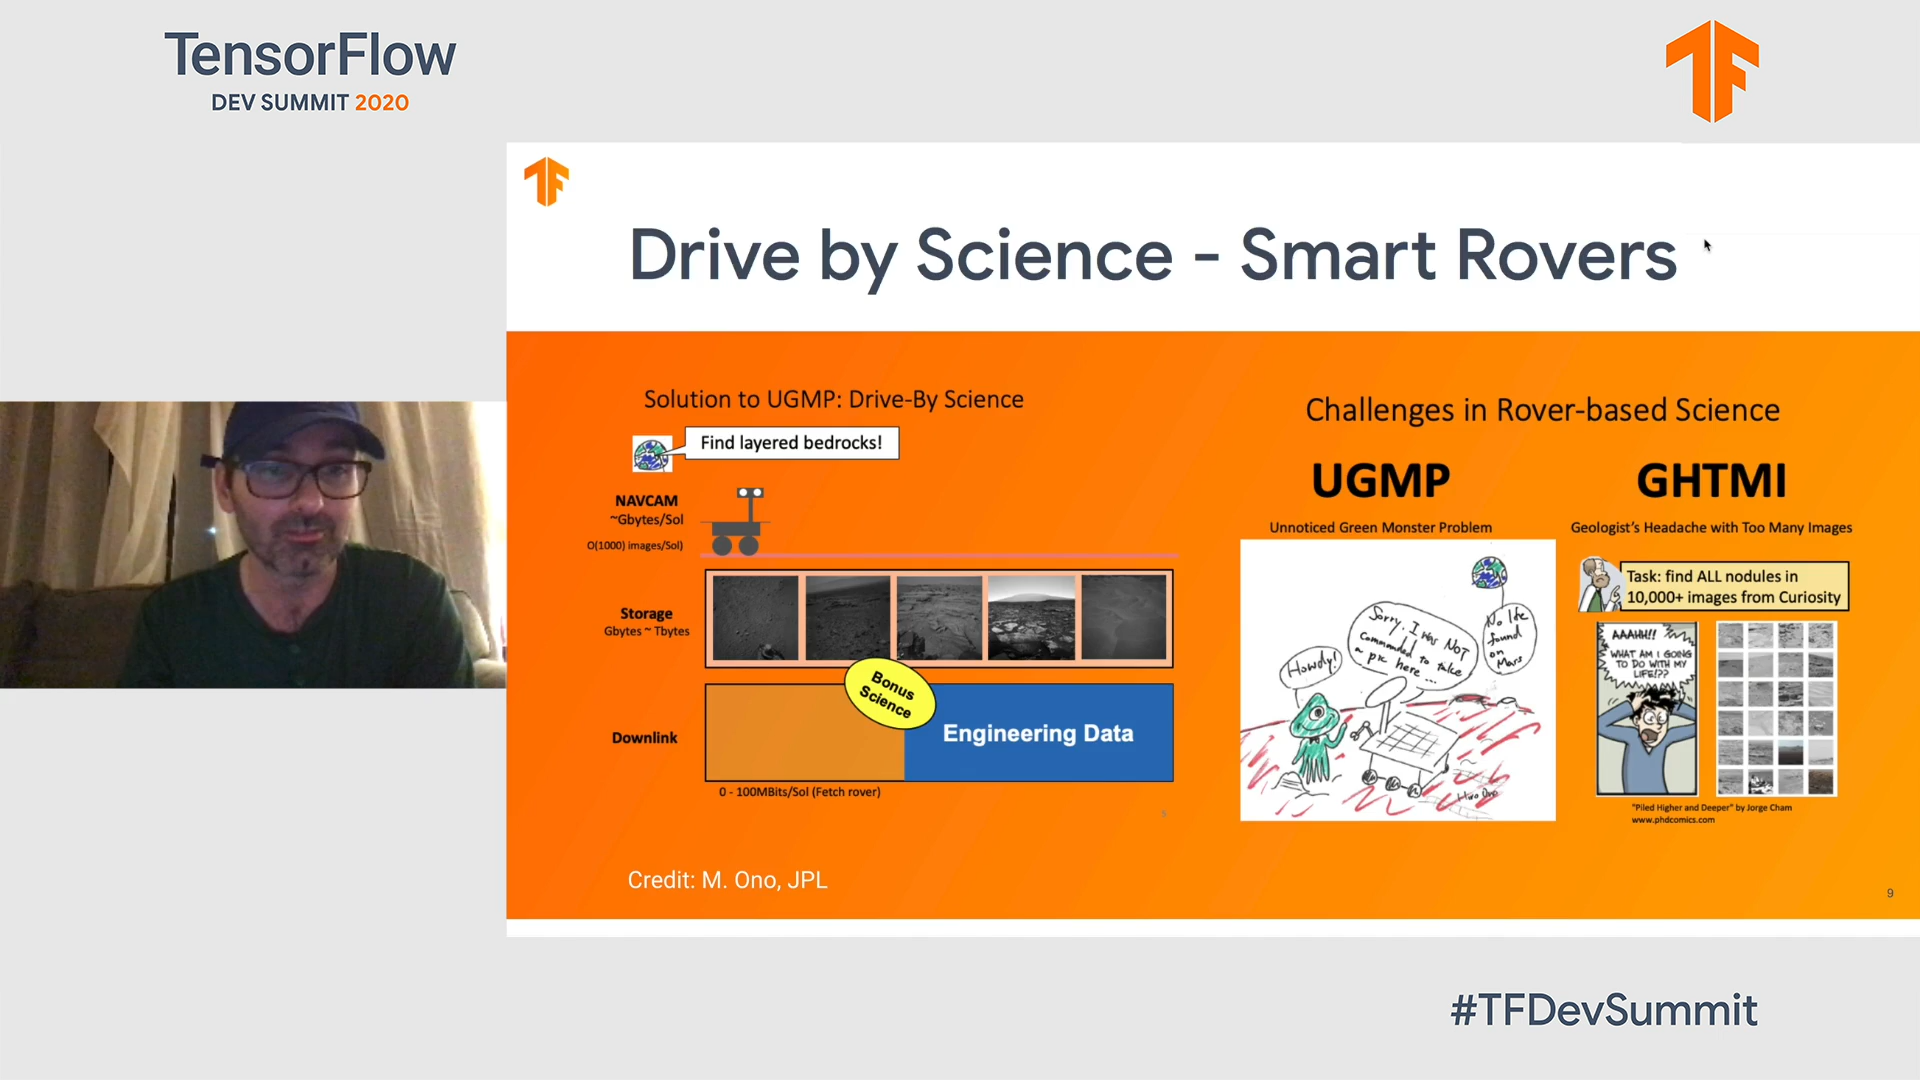 TensorFlow
DEV SUMMIT 2020
Drive by Science - Smart Rovers
Solution to UGMP: Drive-By Science
Find layered bedrocks!
NAVCAM
~Gbytes/Sol
O(1000) images/Sol)
Storage
Gbytes ~ Tbytes
Bonus
Science
Downlink
Engineering Data
0 - 100MBits/Sol (Fetch rover)
5
Credit: M. Ono, JPL
Challenges in Rover-based Science
UGMP
Unnoticed Green Monster Problem
Howdy!
Sorry, I was NOT
commanded to take
a pic here ...
No life
found
on
Mars
Hiro Ono
GHTMI
Geologist's Headache with Too Many Images
Task: find ALL nodules in
10,000+ images from Curiosity
AAAHH!!
WHAT AM I GOING
TO DO WITH MY
LIFE!??
"Piled Higher and Deeper" by Jorge Cham
www.phdcomics.com
9
#TFDevSummit